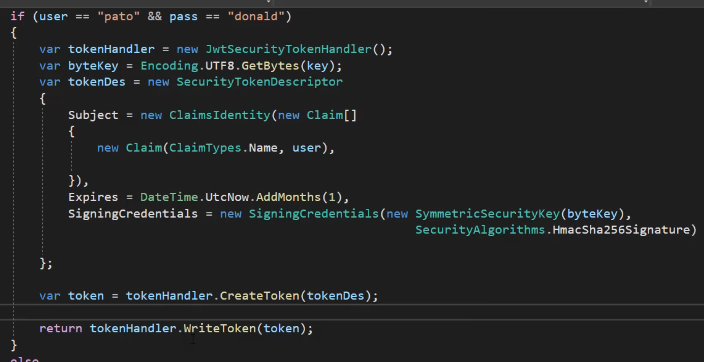 if (user == "pato" && pass == "donald")
{
var tokenHandler = new JwtSecurityTokenHandler();
var byteKey = Encoding.UTF8.GetBytes(key);
var tokenDes = new SecurityTokenDescriptor
{
Subject = new ClaimsIdentity(new Claim[]
{
new Claim(ClaimTypes.Name, user),
}),
Expires = DateTime.UtcNow.AddMonths(1),
SigningCredentials = new SigningCredentials(new SymmetricSecurityKey(byteKey),
SecurityAlgorithms.HmacSha256Signature)
};
var token = tokenHandler.CreateToken(tokenDes);
return tokenHandler.WriteToken(token);
}
else